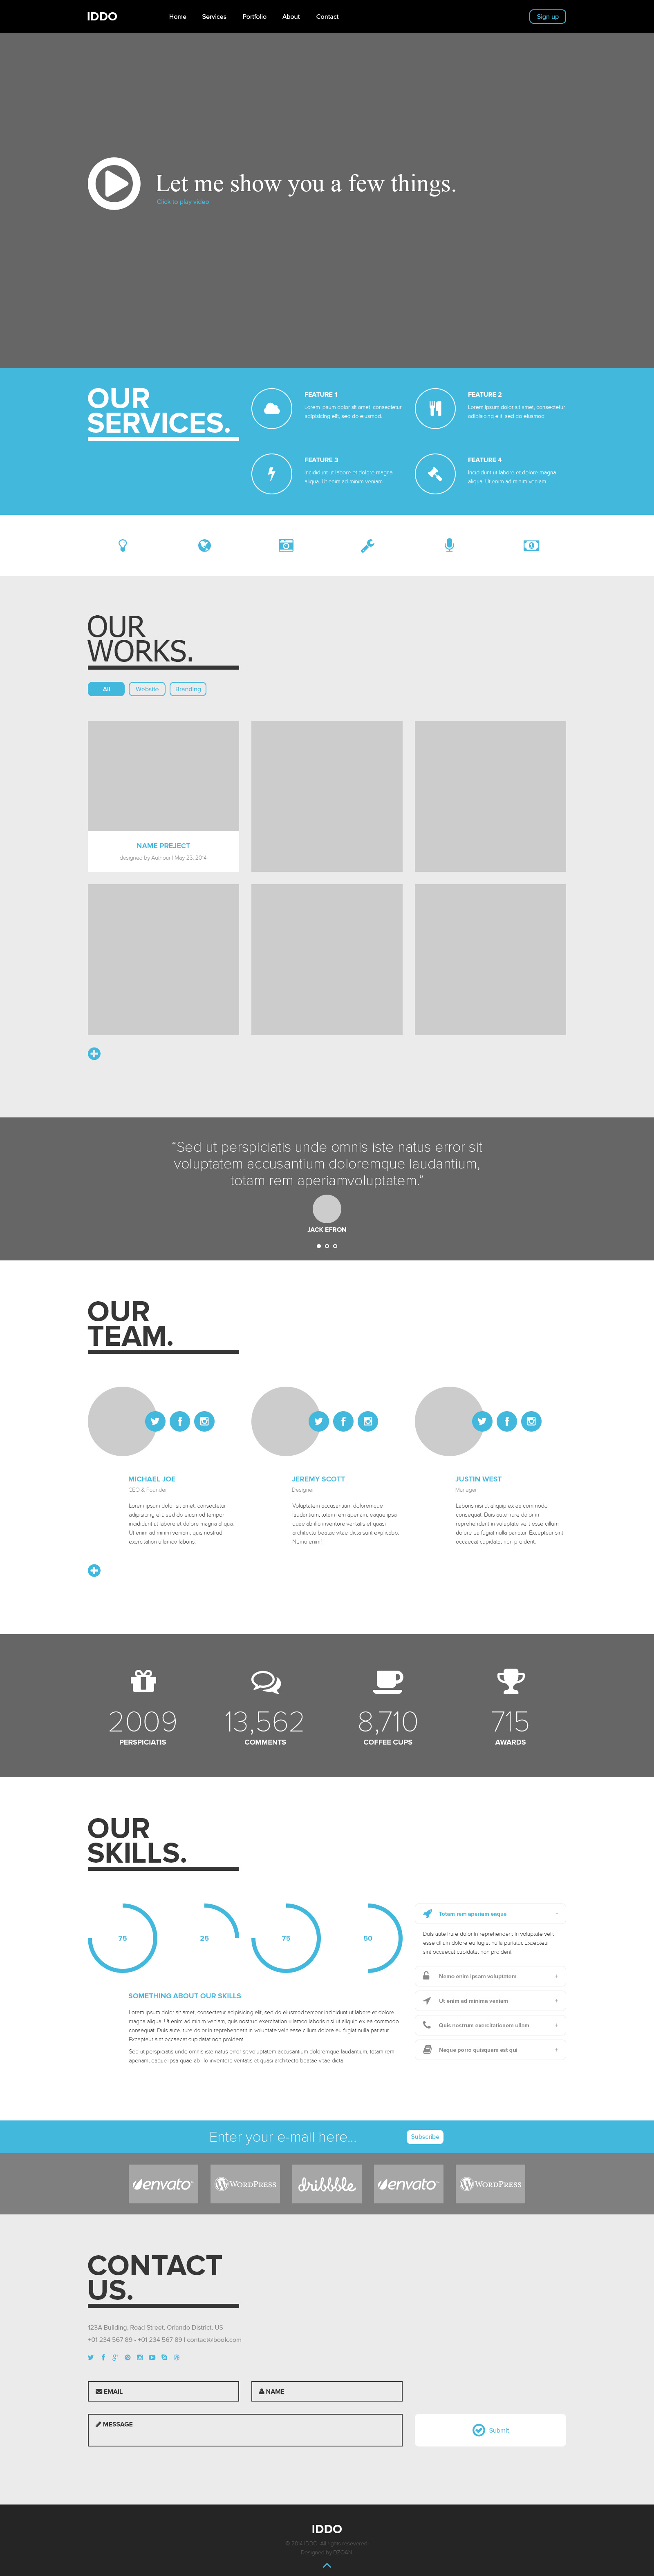 IDDO
Home Services Portfolio About Contact
Sign up
Let me show you a few things.
Click to play video
OUR
SERVICES.
FEATURE 1
Lorem ipsum dolor sit amet, consectetur
adipisicing elit, sed do eiusmod.
FEATURE 2
Lorem ipsum dolor sit amet, consectetur
adipisicing elit, sed do eiusmod.
FEATURE 3
Incididunt ut labore et dolore magna
aliqua. Ut enim ad minim veniam.
FEATURE 4
Incididunt ut labore et dolore magna
aliqua. Ut enim ad minim veniam.
OUR
WORKS.
All Website Branding
NAME PREJECT
designed by Authour | May 23, 2014
“Sed ut perspiciatis unde omnis iste natus error sit
voluptatem accusantium doloremque laudantium,
totam rem aperiamvoluptatem.”
JACK EFRON
OUR
TEAM.
MICHAEL JOE
CEO & Founder
Lorem ipsum dolor sit amet, consectetur
adipisicing elit, sed do eiusmod tempor
incididunt ut labore et dolore magna aliqua.
Ut enim ad minim veniam, quis nostrud
exercitation ullamco laboris.
JEREMY SCOTT
Designer
Voluptatem accusantium doloremque
laudantium, totam rem aperiam, eaque ipsa
quae ab illo inventore veritatis et quasi
architecto beatae vitae dicta sunt explicabo.
Nemo enim!
JUSTIN WEST
Manager
Laboris nisi ut aliquip ex ea commodo
consequat. Duis aute irure dolor in
reprehenderit in voluptate velit esse cillum
dolore eu fugiat nulla pariatur. Excepteur sint
occaecat cupidatat non proident.
2009
PERSPICIATIS
13,562
COMMENTS
8,710
COFFEE CUPS
715
AWARDS
OUR
SKILLS.
75 25 75 50
SOMETHING ABOUT OUR SKILLS
Lorem ipsum dolor sit amet, consectetur adipisicing elit, sed do eiusmod tempor incididunt ut labore et dolore
magna aliqua. Ut enim ad minim veniam, quis nostrud exercitation ullamco laboris nisi ut aliquip ex ea commodo
consequat. Duis aute irure dolor in reprehenderit in voluptate velit esse cillum dolore eu fugiat nulla pariatur.
Excepteur sint occaecat cupidatat non proident.
Sed ut perspiciatis unde omnis iste natus error sit voluptatem accusantium doloremque laudantium, totam rem
aperiam, eaque ipsa quae ab illo inventore veritatis et quasi architecto beatae vitae dicta.
Totam rem aperiam eaque -
Duis aute irure dolor in reprehenderit in voluptate velit
esse cillum dolore eu fugiat nulla pariatur. Excepteur
sint occaecat cupidatat non proident.
Nemo enim ipsam voluptatem +
Ut enim ad minima veniam +
Quis nostrum exercitationem ullam +
Neque porro quisquam est qui +
Enter your e-mail here...
Subscribe
envato
WORDPRESS
dribbble
envato
WORDPRESS
CONTACT
US.
123A Building, Road Street, Orlando District, US
+01 234 567 89 - +01 234 567 89 | contact@book.com
EMAIL
NAME
MESSAGE
Submit
IDDO
© 2014 IDDO. All rights resevered